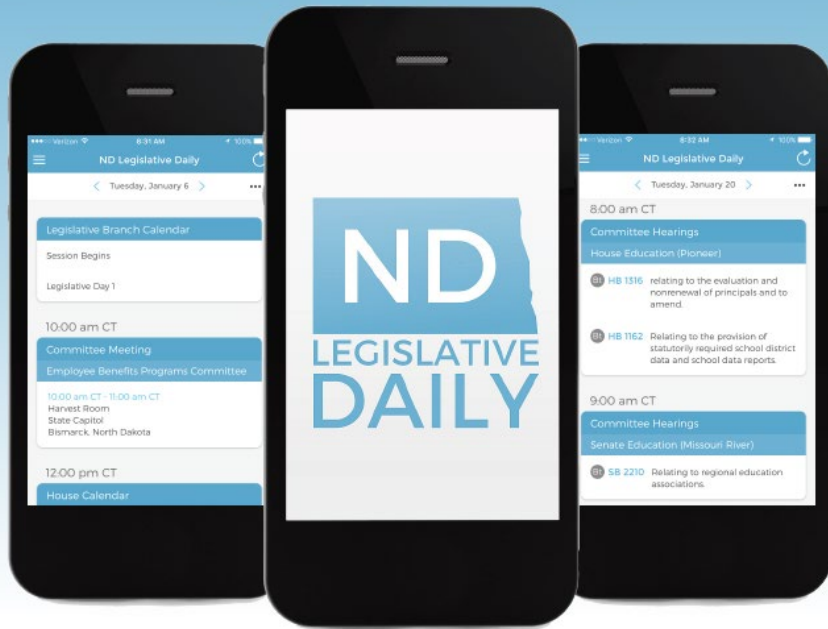 Verizon 6:31 AM 100%
ND Legislative Daily
Tuesday, January 6
Legislative Branch Calendar
Session Begins
Legislative Day 1
10:00 am CT
Committee Meeting
Employee Benefits Programs Committee
10:00 am CT - 11:00 am CT
Harvest Room
State Capitol
Bismarck, North Dakota
12:00 pm CT
House Calendar
ND
LEGISLATIVE
DAILY
Verizon 6:32 AM 100%
ND Legislative Daily
Tuesday, January 20
8:00 am CT
Committee Hearings
House Education (Pioneer)
HB 1316 relating to the evaluation and
nonrenewal of principals and to
amend.
HB 1162 Relating to the provision of
statutorily required school district
data and school data reports.
9:00 am CT
Committee Hearings
Senate Education (Missouri River)
SB 2210 Relating to regional education
associations.